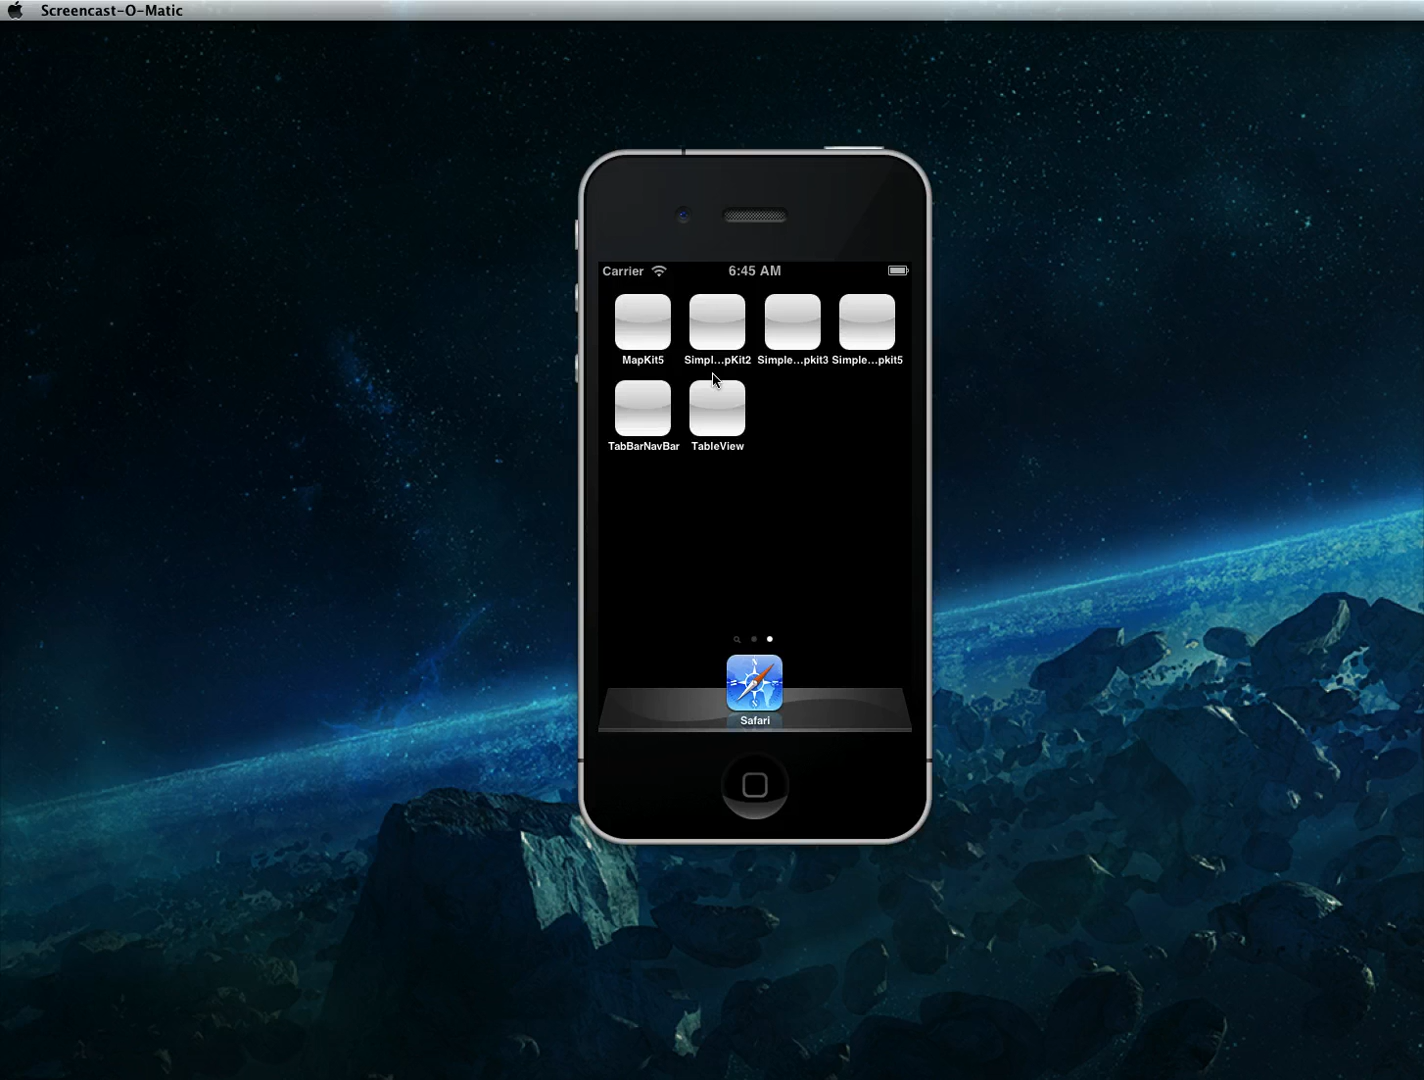 Screencast-O-Matic
Carrier 6:45 AM
MapKit5 Simpl...pKit2 Simple...pkit3 Simple...pkit5
TabBarNavBar TableView
Safari